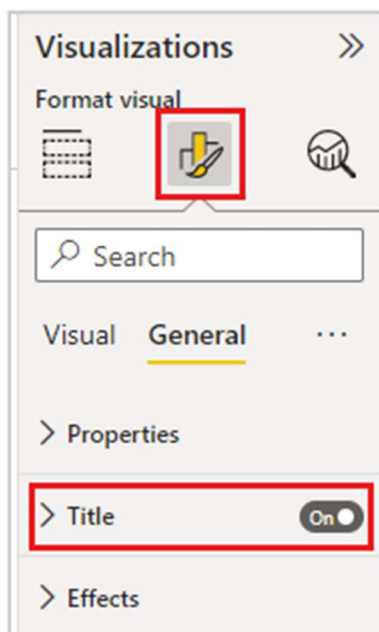 Visualizations
Format visual
Search
Visual General ...
Properties
Title On
Effects